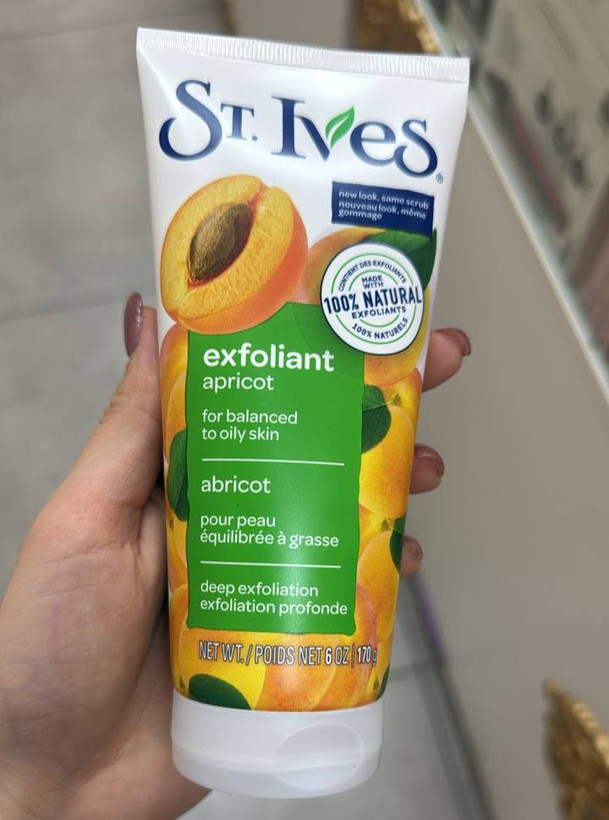 ST. Ives®
new look, same scrub
nouveau look, même
gommage
CONTIENT DES EXFOLIANTS
MADE
WITH
100% NATURAL
EXFOLIANTS
100% NATURELS
exfoliant
apricot
for balanced
to oily skin
abricot
pour peau
équilibrée à grasse
deep exfoliation
exfoliation profonde
NET WT. / POIDS NET 6 OZ | 170 g